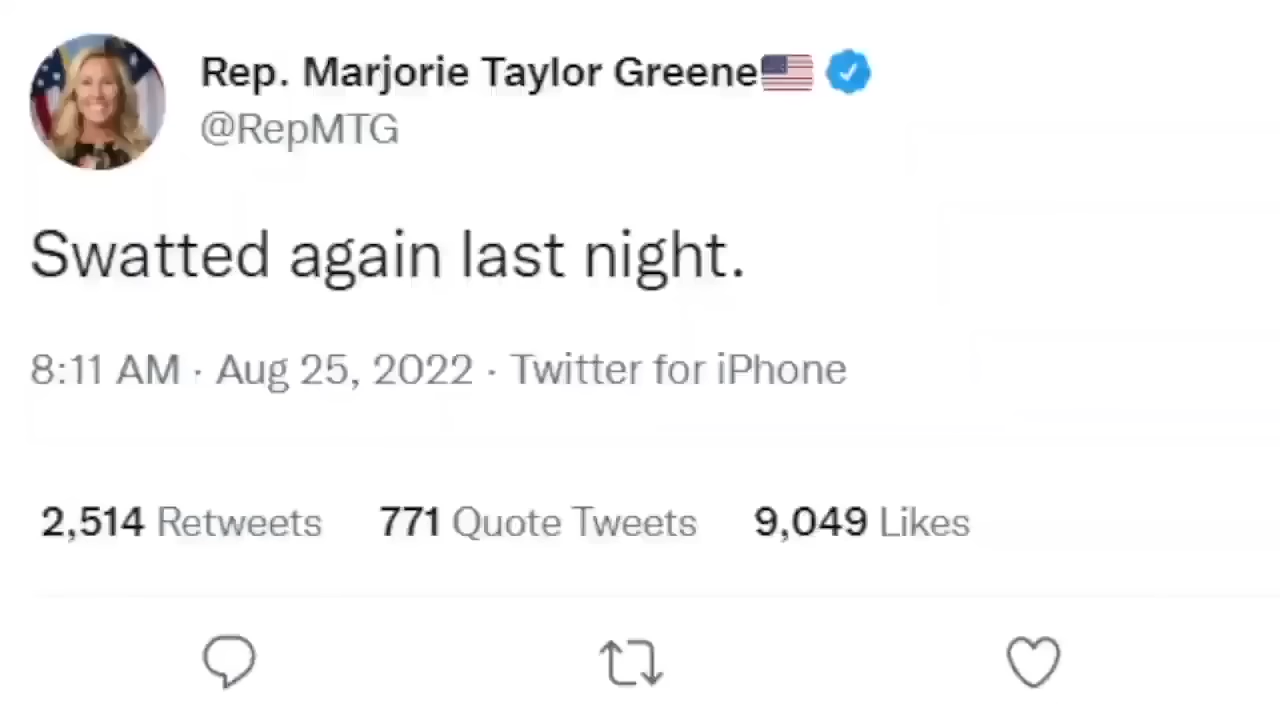 Rep. Marjorie Taylor Greene🇺🇸
@RepMTG
Swatted again last night.
8:11 AM · Aug 25, 2022 · Twitter for iPhone
2,514 Retweets 771 Quote Tweets 9,049 Likes